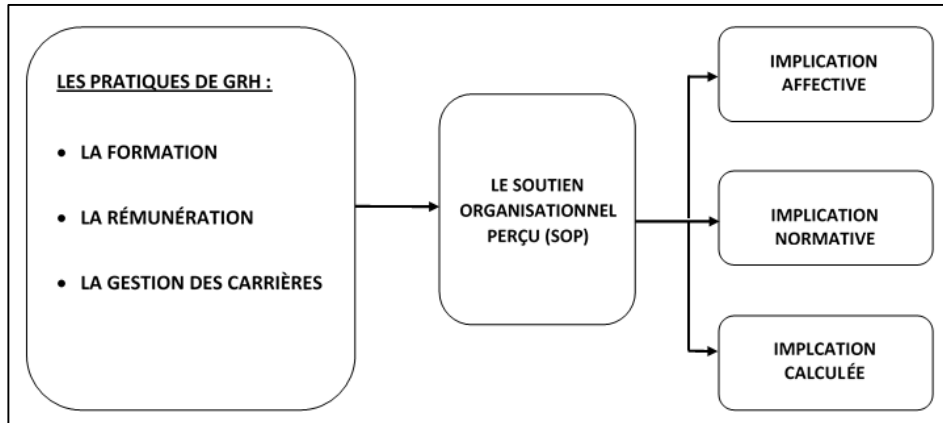 LES PRATIQUES DE GRH :
• LA FORMATION
• LA RÉMUNÉRATION
• LA GESTION DES CARRIÈRES
LE SOUTIEN
ORGANISATIONNEL
PERÇU (SOP)
IMPLICATION
AFFECTIVE
IMPLICATION
NORMATIVE
IMPLCATION
CALCULÉE